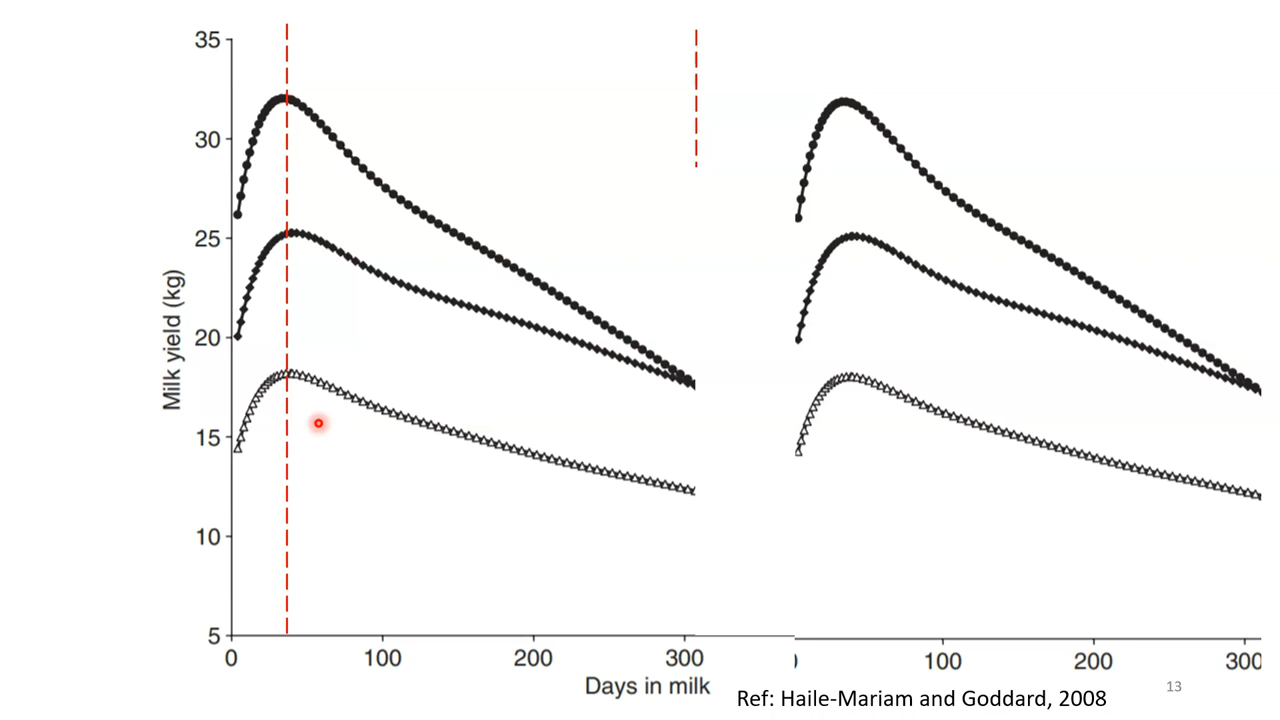 35
30
25
20
15
10
5
Milk yield (kg)
0 100 200 300
100 200 300
Days in milk
Ref: Haile-Mariam and Goddard, 2008
13